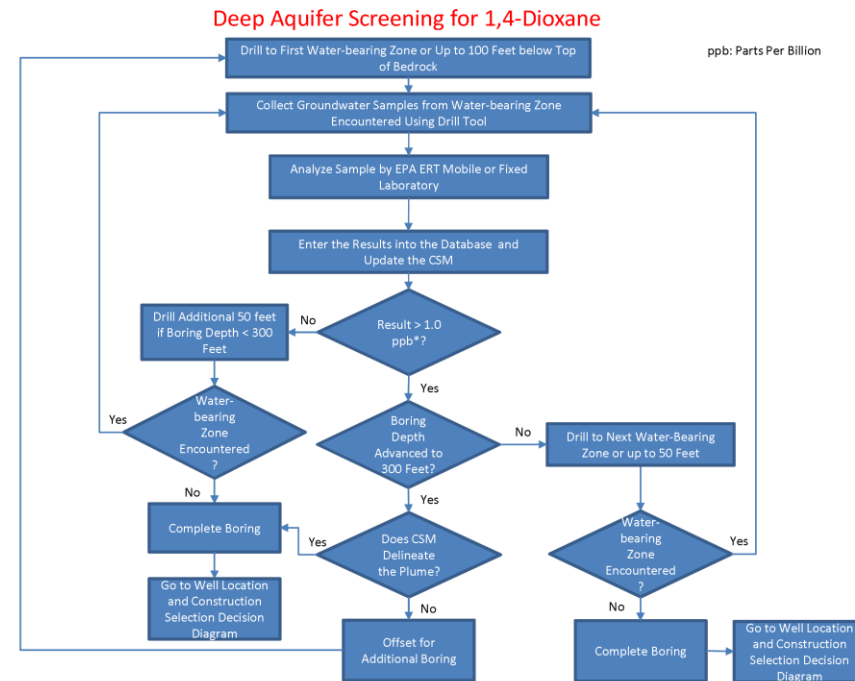 Deep Aquifer Screening for 1,4-Dioxane
Drill to First Water-bearing Zone or Up to 100 Feet below Top
of Bedrock
ppb: Parts Per Billion
Collect Groundwater Samples from Water-bearing Zone
Encountered Using Drill Tool
Analyze Sample by EPA ERT Mobile or Fixed
Laboratory
Enter the Results into the Database and
Update the CSM
Drill Additional 50 feet
if Boring Depth < 300
Feet
No
Result > 1.0
ppb*?
Yes
Water-
bearing
Zone
Encountered
?
Yes
No
Boring
Depth
Advanced to
300 Feet?
No
Yes
Drill to Next Water-Bearing
Zone or up to 50 Feet
Complete Boring
Yes
Does CSM
Delineate
the Plume?
No
Water-
bearing
Zone
Encountered
?
Yes
No
Go to Well Location
and Construction
Selection Decision
Diagram
Offset for
Additional Boring
Complete Boring
Go to Well Location
and Construction
Selection Decision
Diagram